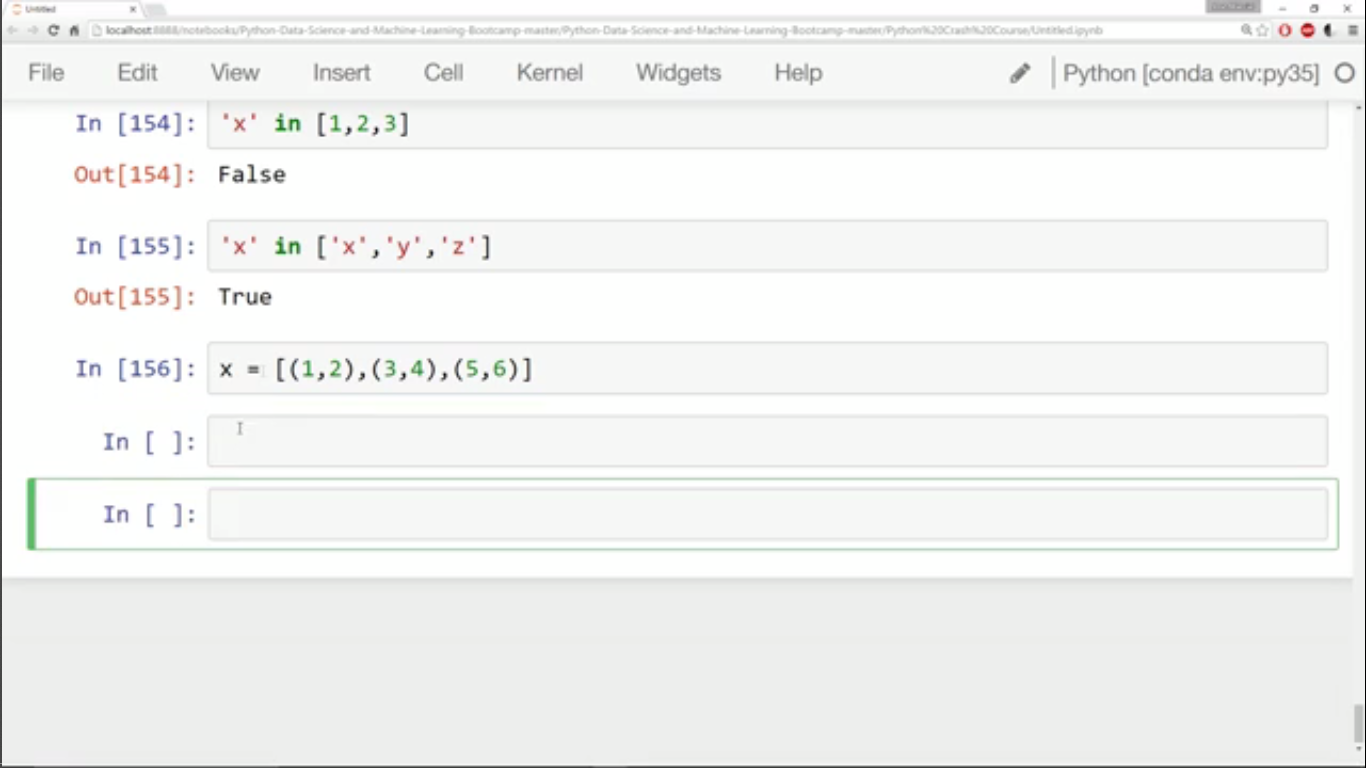 Untitled
localhost:8888/notebooks/Python-Data-Science-and-Machine-Learning-Bootcamp-master/Python-Data-Science-and-Machine-Learning-Bootcamp-master/Python%20Crash%20Course/Untitled.ipynb
File Edit View Insert Cell Kernel Widgets Help Python [conda env:py35]
In [154]: 'x' in [1,2,3]
Out[154]: False
In [155]: 'x' in ['x','y','z']
Out[155]: True
In [156]: x = [(1,2),(3,4),(5,6)]
In [ ]:
In [ ]: